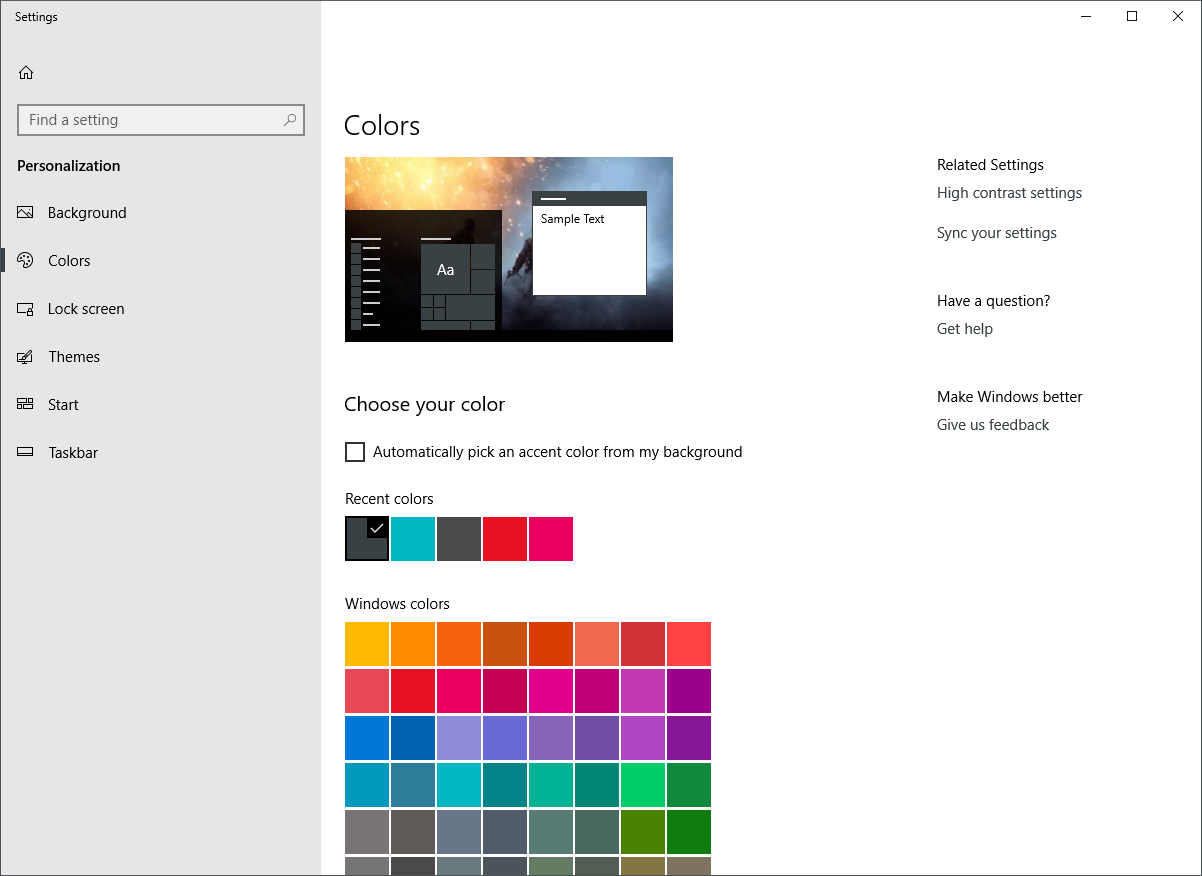 Settings
Find a setting
Personalization
Background
Colors
Lock screen
Themes
Start
Taskbar
Colors
Sample Text
Aa
Choose your color
Automatically pick an accent color from my background
Recent colors
Windows colors
Related Settings
High contrast settings
Sync your settings
Have a question?
Get help
Make Windows better
Give us feedback